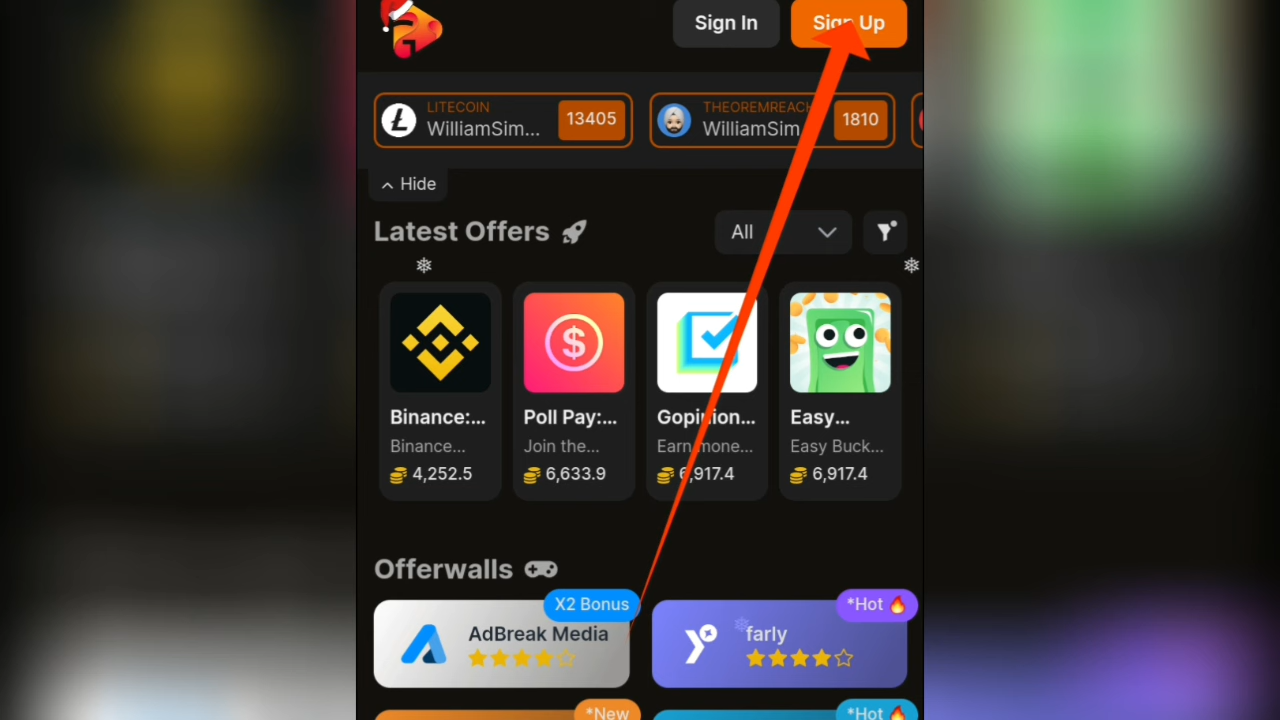 Sign In
Sign Up
LITECOIN
WilliamSim...
13405
THEOREMREACH
WilliamSim
1810
Hide
Latest Offers
All
Binance:...
Binance...
4,252.5
Poll Pay:...
Join the...
6,633.9
Gopinion...
Earn mone...
6,917.4
Easy...
Easy Buck...
6,917.4
Offerwalls
X2 Bonus
AdBreak Media
*Hot
farly
*New
*Hot